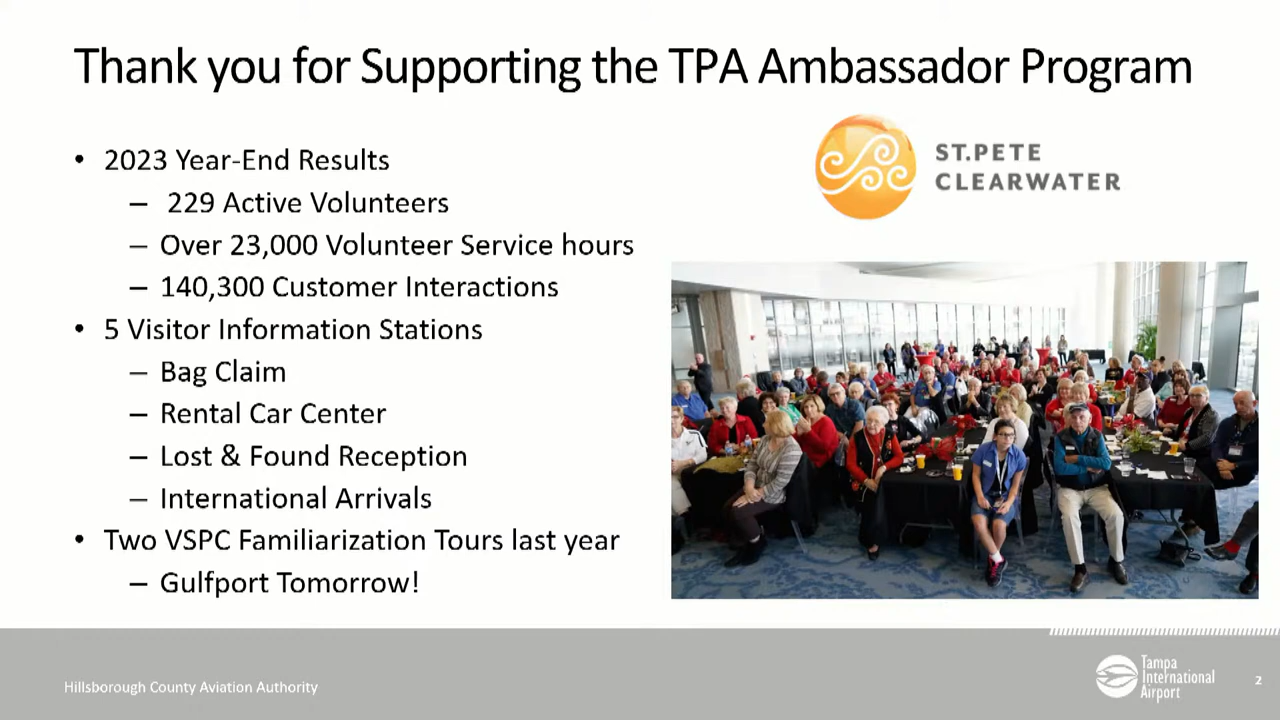 Thank you for Supporting the TPA Ambassador Program
• 2023 Year-End Results
– 229 Active Volunteers
– Over 23,000 Volunteer Service hours
– 140,300 Customer Interactions
• 5 Visitor Information Stations
– Bag Claim
– Rental Car Center
– Lost & Found Reception
– International Arrivals
• Two VSPC Familiarization Tours last year
– Gulfport Tomorrow!
ST.PETE
CLEARWATER
Hillsborough County Aviation Authority
Tampa
International
Airport
2